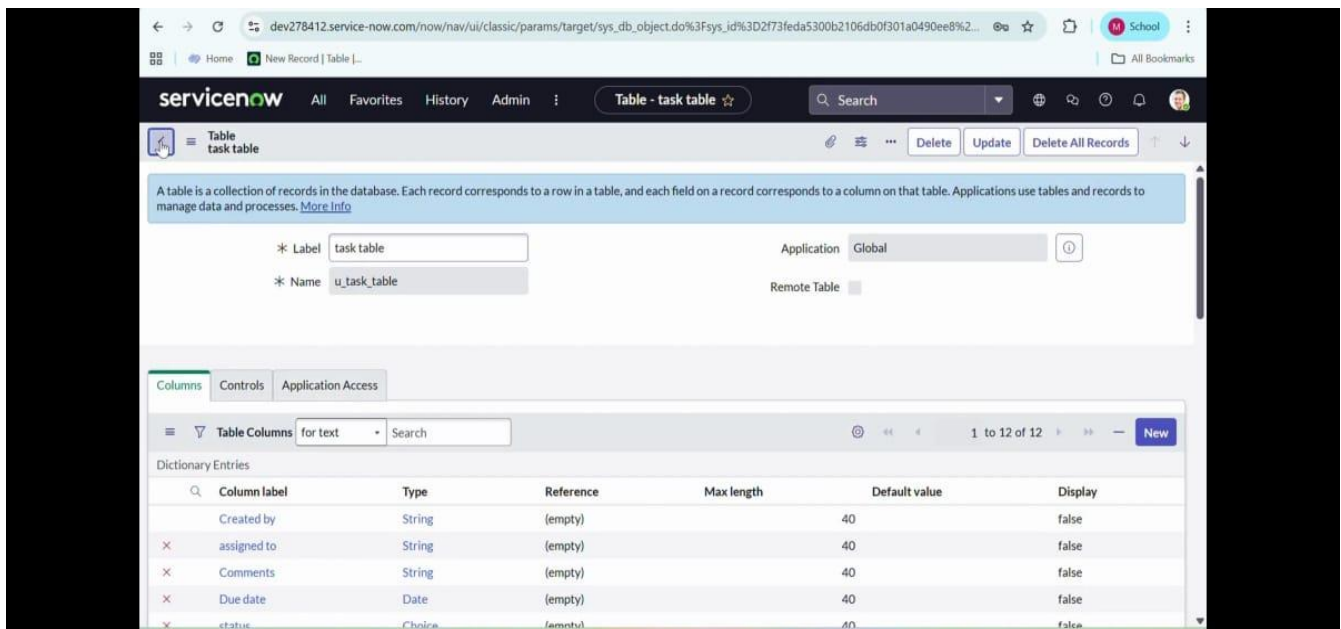 dev278412.service-now.com/now/nav/ui/classic/params/target/sys_db_object.do%3Fsys_id%3D2f73feda5300b2106db0f301a0490ee8%2... M School
Home New Record | Table |... All Bookmarks
servicenow All Favorites History Admin Table - task table Search
Table
task table
Delete Update Delete All Records
A table is a collection of records in the database. Each record corresponds to a row in a table, and each field on a record corresponds to a column on that table. Applications use tables and records to
manage data and processes. More Info
* Label task table Application Global
* Name u_task_table Remote Table
Columns Controls Application Access
Table Columns for text Search 1 to 12 of 12 New
Dictionary Entries
Column label Type Reference Max length Default value Display
Created by String (empty) 40 false
assigned to String (empty) 40 false
Comments String (empty) 40 false
Due date Date (empty) 40 false
status Choice (empty) 40 false